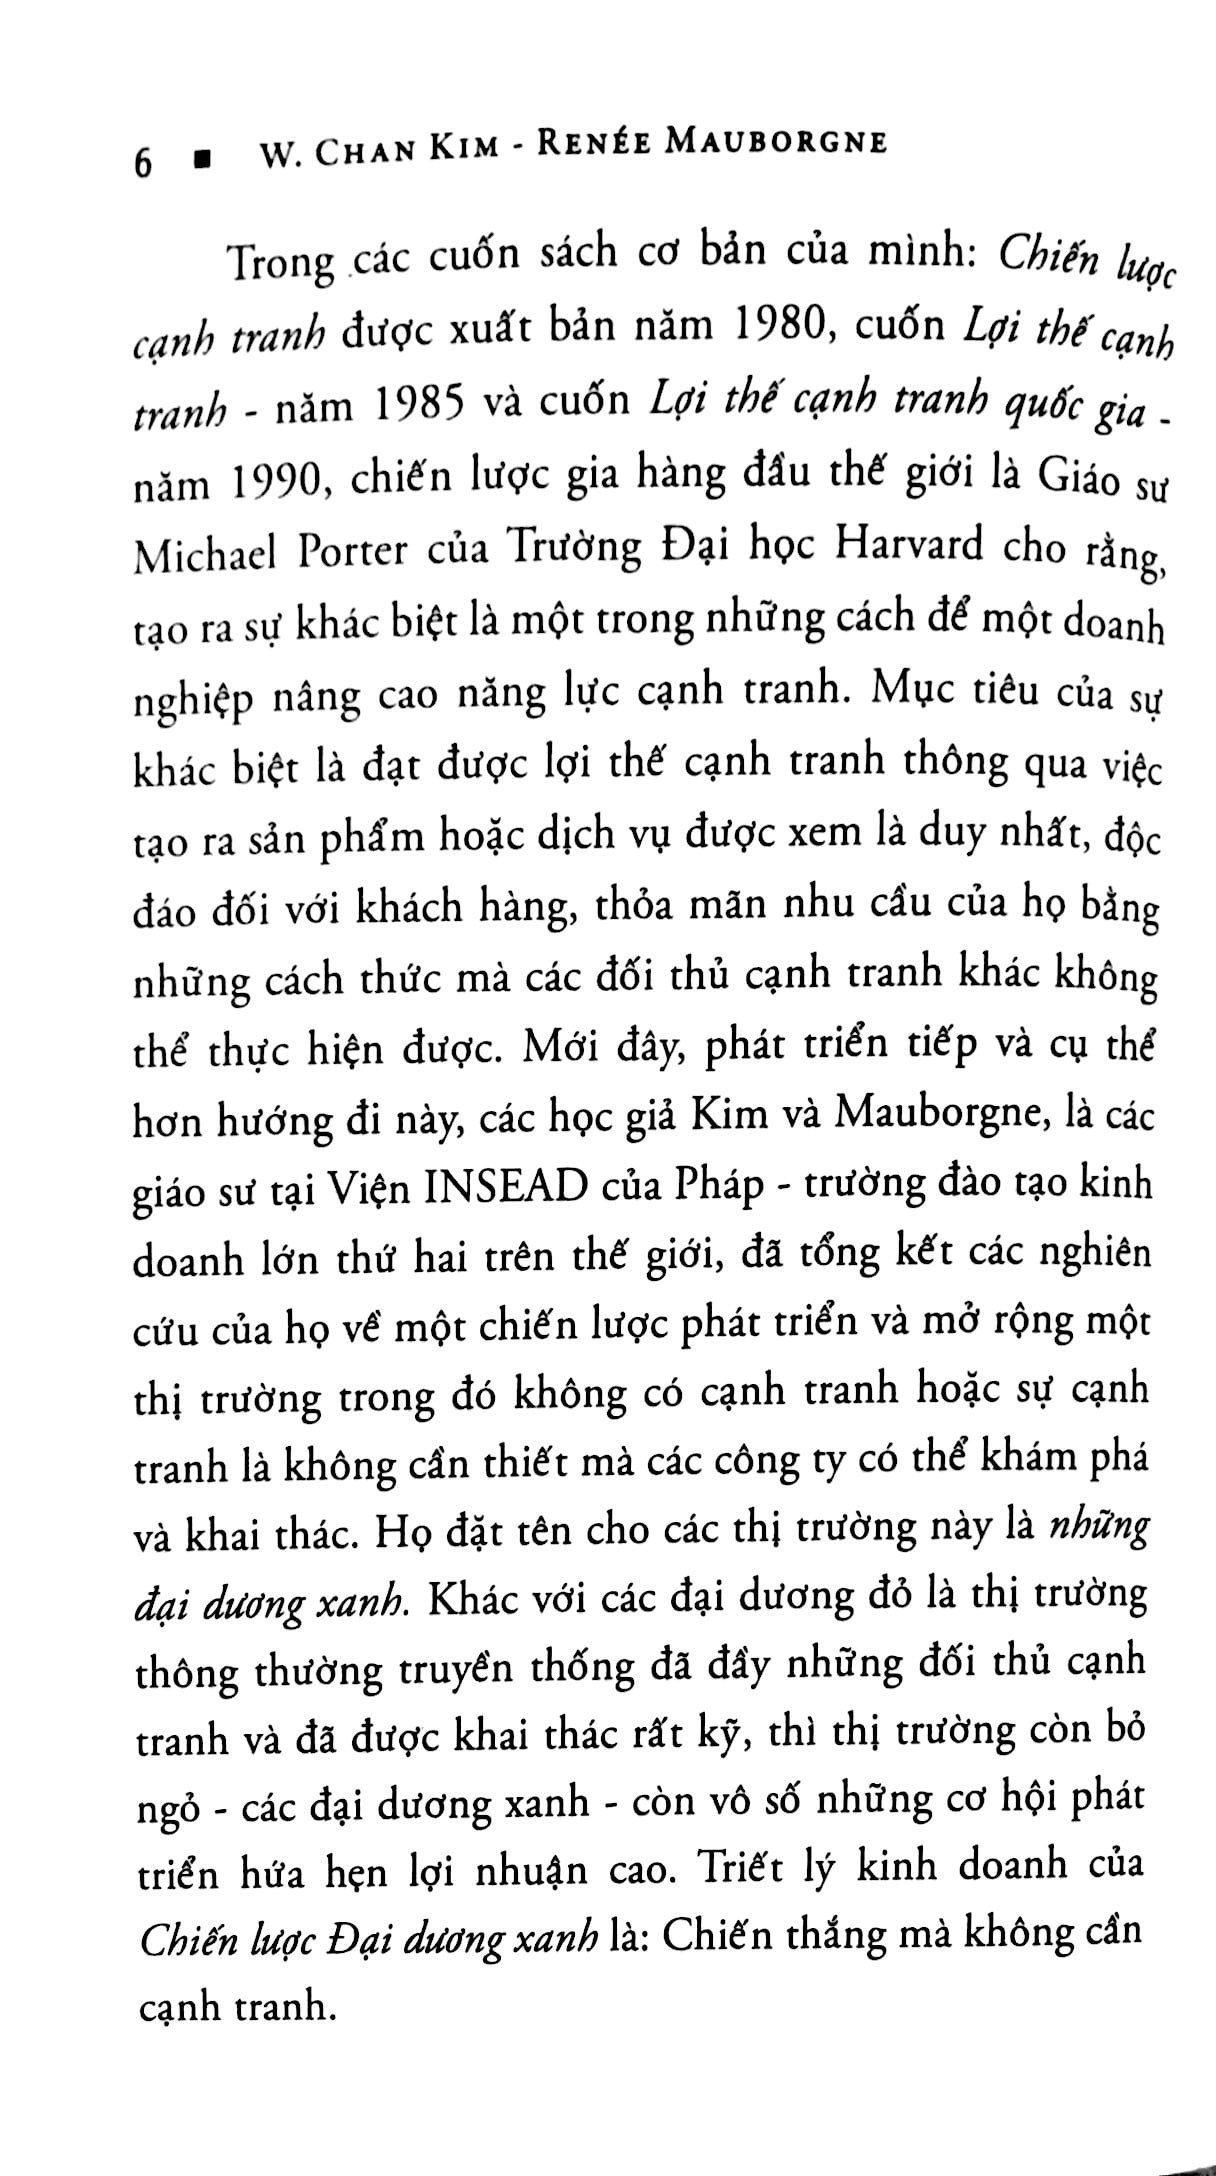 6 ■ W. CHAN KIM - RENÉE MAUBORGNE
Trong các cuốn sách cơ bản của mình: Chiến lược
cạnh tranh được xuất bản năm 1980, cuốn Lợi thế cạnh
tranh - năm 1985 và cuốn Lợi thế cạnh tranh quốc gia -
năm 1990, chiến lược gia hàng đầu thế giới là Giáo sư
Michael Porter của Trường Đại học Harvard cho rằng,
tạo ra sự khác biệt là một trong những cách để một doanh
nghiệp nâng cao năng lực cạnh tranh. Mục tiêu của sự
khác biệt là đạt được lợi thế cạnh tranh thông qua việc
tạo ra sản phẩm hoặc dịch vụ được xem là duy nhất, độc
đáo đối với khách hàng, thỏa mãn nhu cầu của họ bằng
những cách thức mà các đối thủ cạnh tranh khác không
thể thực hiện được. Mới đây, phát triển tiếp và cụ thể
hơn hướng đi này, các học giả Kim và Mauborgne, là các
giáo sư tại Viện INSEAD của Pháp - trường đào tạo kinh
doanh lớn thứ hai trên thế giới, đã tổng kết các nghiên
cứu của họ về một chiến lược phát triển và mở rộng một
thị trường trong đó không có cạnh tranh hoặc sự cạnh
tranh là không cần thiết mà các công ty có thể khám phá
và khai thác. Họ đặt tên cho các thị trường này là những
đại dương xanh. Khác với các đại dương đỏ là thị trường
thông thường truyền thống đã đầy những đối thủ cạnh
tranh và đã được khai thác rất kỹ, thì thị trường còn bỏ
ngỏ - các đại dương xanh - còn vô số những cơ hội phát
triển hứa hẹn lợi nhuận cao. Triết lý kinh doanh của
Chiến lược Đại dương xanh là: Chiến thắng mà không cần
cạnh tranh.